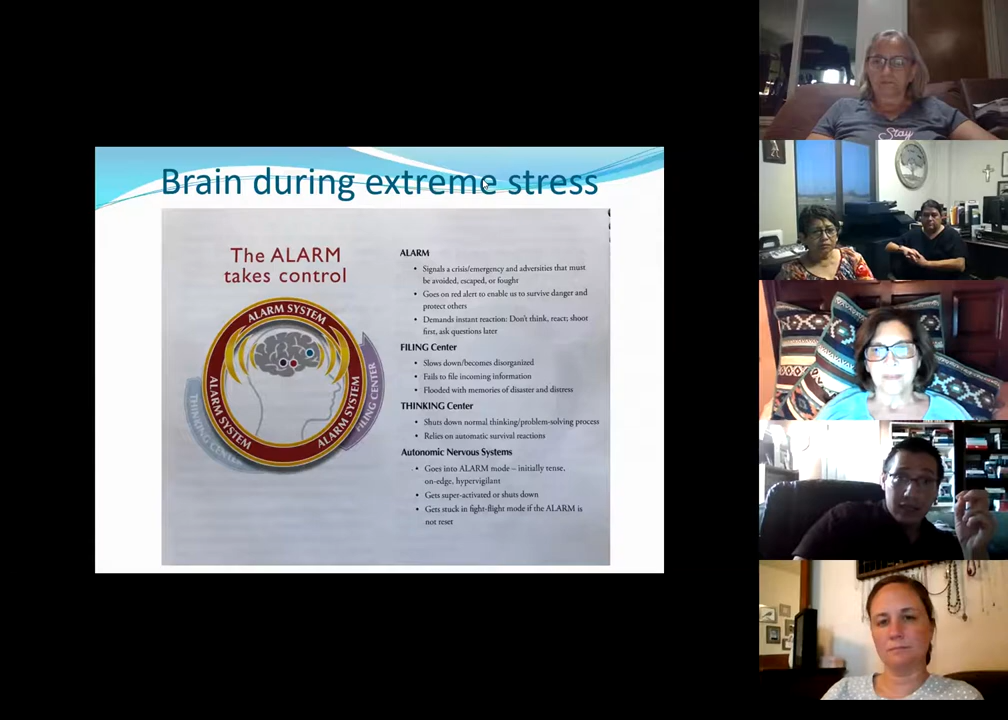 Brain during extreme stress
The ALARM
takes control
ALARM SYSTEM
ALARM SYSTEM
ALARM SYSTEM
THINKING CENTER
FILING CENTER
ALARM
• Signals a crisis/emergency and adversities that must
be avoided, escaped, or fought
• Goes on red alert to enable us to survive danger and
protect others
• Demands instant reaction: Don't think, react; shoot
first, ask questions later
FILING Center
• Slows down/becomes disorganized
• Fails to file incoming information
• Flooded with memories of disaster and distress
THINKING Center
• Shuts down normal thinking/problem-solving process
• Relies on automatic survival reactions
Autonomic Nervous Systems
• Goes into ALARM mode – initially tense,
on-edge, hypervigilant
• Gets super-activated or shuts down
• Gets stuck in fight-flight mode if the ALARM is
not reset
Stay